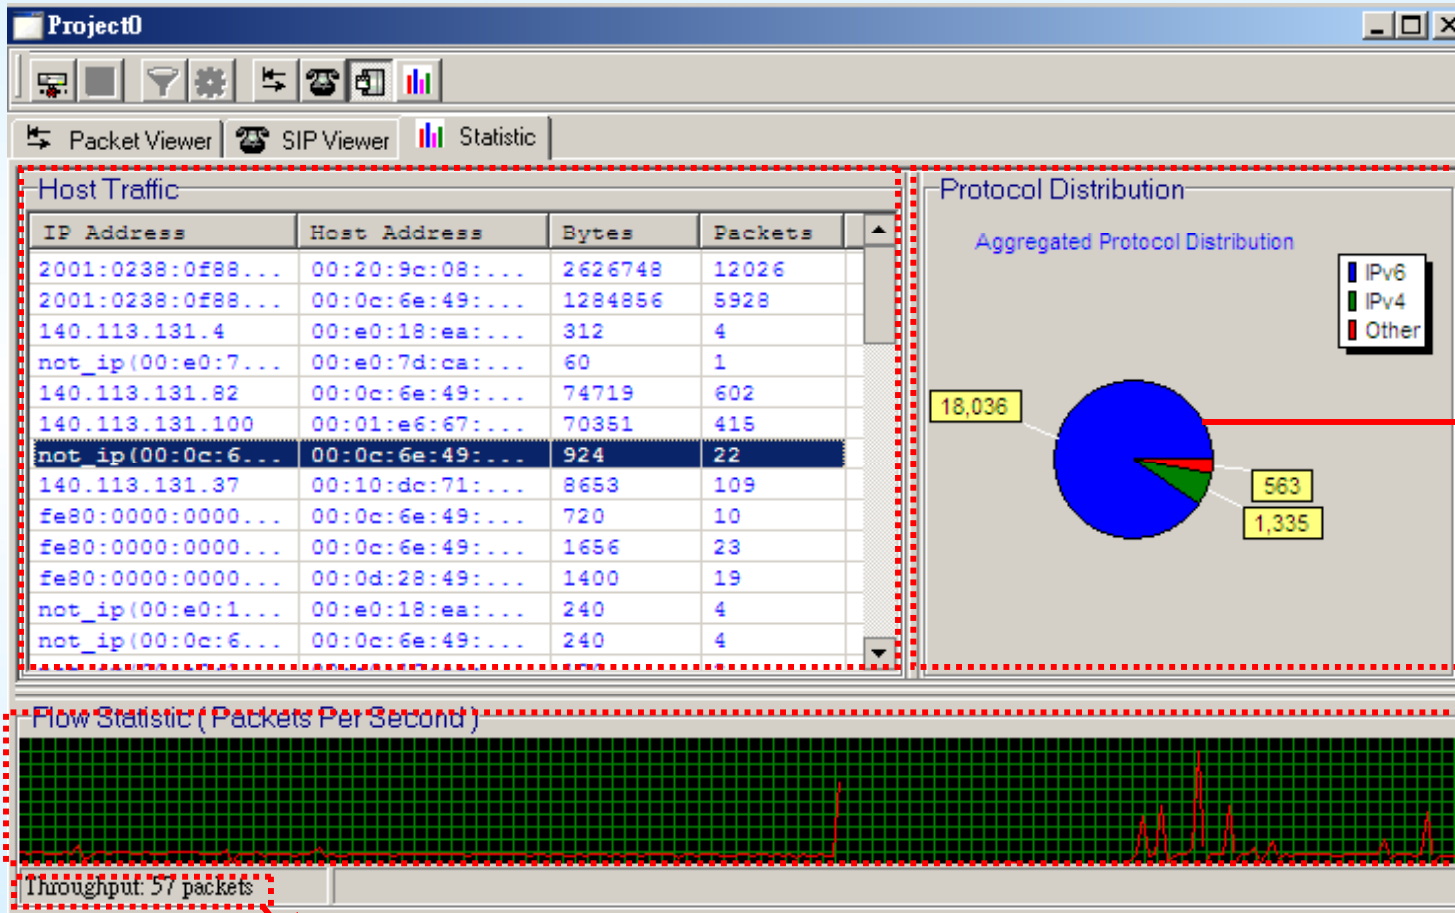 Project0
Packet Viewer SIP Viewer Statistic
Host Traffic
IP Address Host Address Bytes Packets
2001:0238:0f88... 00:20:9c:08:... 2626748 12026
2001:0238:0f88... 00:0c:6e:49:... 1284856 5928
140.113.131.4 00:e0:18:ea:... 312 4
not_ip(00:e0:7... 00:e0:7d:ca:... 60 1
140.113.131.82 00:0c:6e:49:... 74719 602
140.113.131.100 00:01:e6:67:... 70351 415
not_ip(00:0c:6... 00:0c:6e:49:... 924 22
140.113.131.37 00:10:dc:71:... 8653 109
fe80:0000:0000... 00:0c:6e:49:... 720 10
fe80:0000:0000... 00:0c:6e:49:... 1656 23
fe80:0000:0000... 00:0d:28:49:... 1400 19
not_ip(00:e0:1... 00:e0:18:ea:... 240 4
not_ip(00:0c:6... 00:0c:6e:49:... 240 4
Protocol Distribution
Aggregated Protocol Distribution
IPv6
IPv4
Other
18,036
563
1,335
Flow Statistic ( Packets Per Second )
Throughput: 57 packets